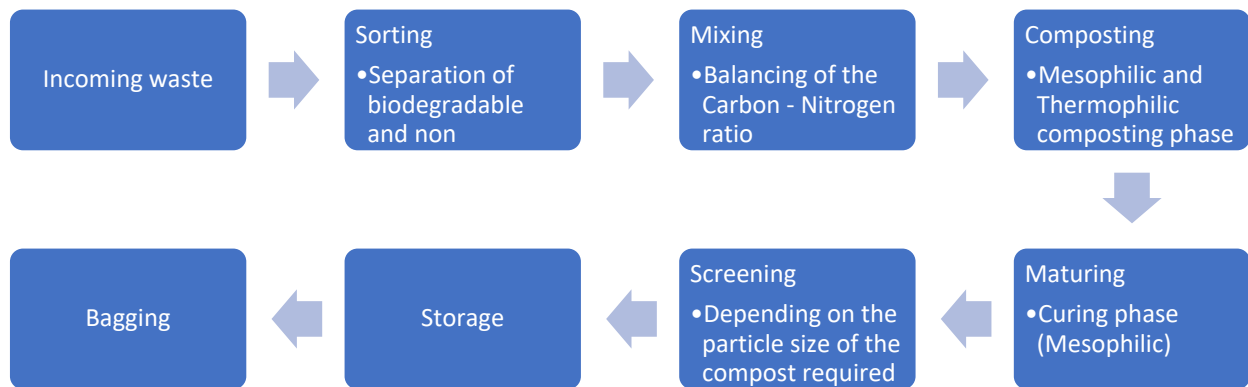 Incoming waste
Sorting
•Separation of
biodegradable
and non
Mixing
•Balancing of the
Carbon - Nitrogen
ratio
Composting
•Mesophilic and
Thermophilic
composting phase
Maturing
•Curing phase
(Mesophilic)
Screening
•Depending on the
particle size of the
compost required
Storage
Bagging